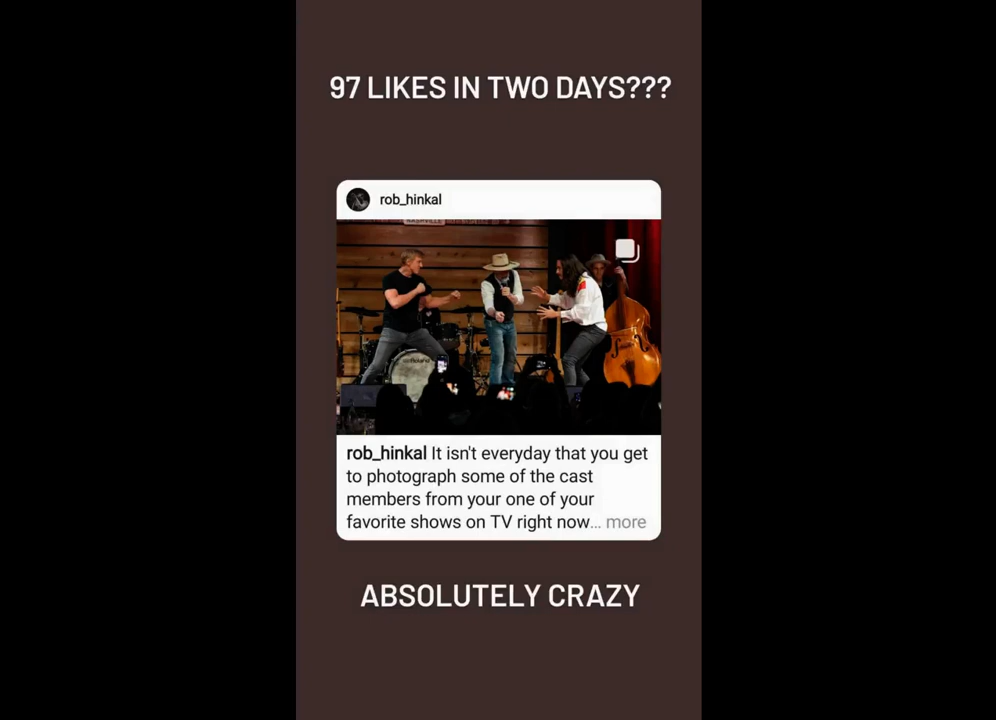 97 LIKES IN TWO DAYS???
rob_hinkal
NASHVILLE
rob_hinkal It isn't everyday that you get
to photograph some of the cast
members from your one of your
favorite shows on TV right now... more
ABSOLUTELY CRAZY